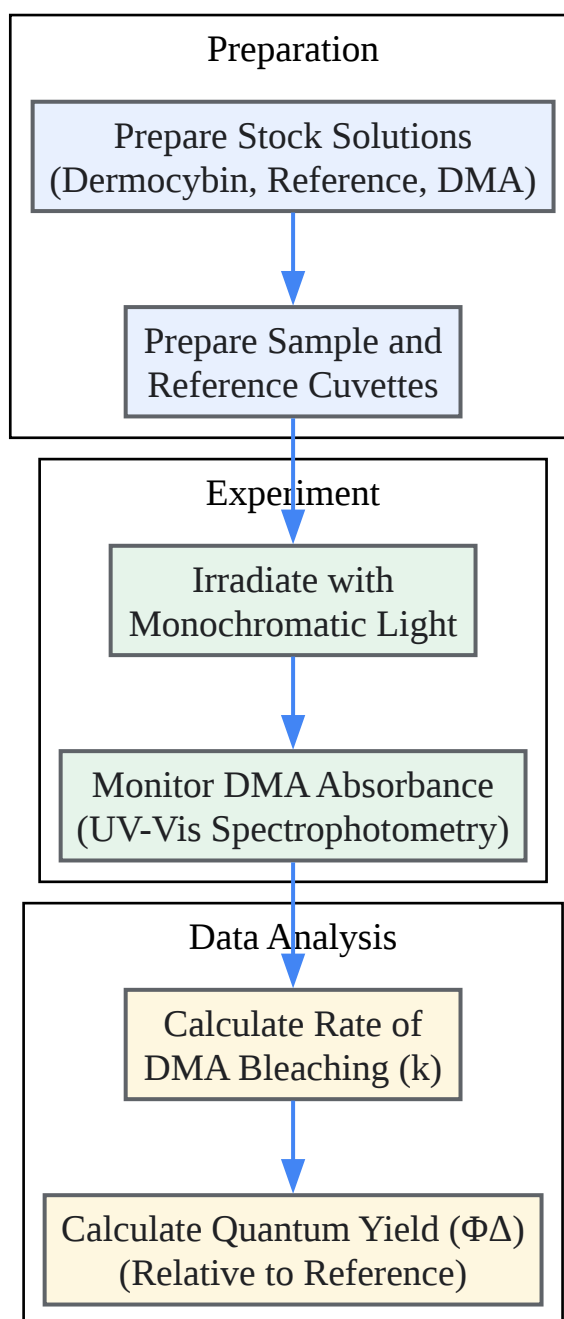 Preparation
Prepare Stock Solutions
(Dermocybin, Reference, DMA)
Prepare Sample and
Reference Cuvettes
Experiment
Irradiate with
Monochromatic Light
Monitor DMA Absorbance
(UV-Vis Spectrophotometry)
Data Analysis
Calculate Rate of
DMA Bleaching (k)
Calculate Quantum Yield (ΦΔ)
(Relative to Reference)